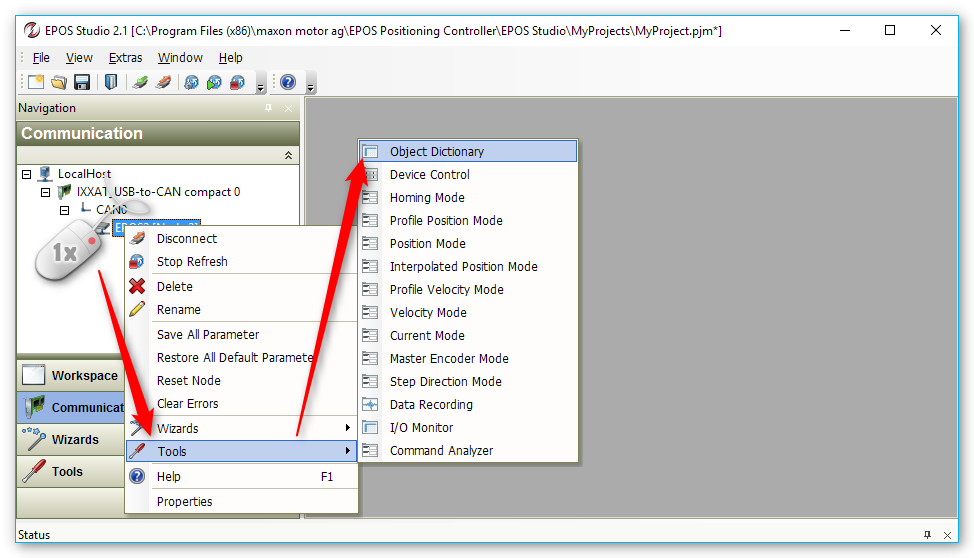 EPOS Studio 2.1 [C:\Program Files (x86)\maxon motor ag\EPOS Positioning Controller\EPOS Studio\MyProjects\MyProject.pjm*]
File View Extras Window Help
Navigation
Communication
LocalHost
IXXAT_USB-to-CAN compact 0
CAN0
1x
Disconnect
Stop Refresh
Delete
Rename
Save All Parameter
Restore All Default Paramete
Reset Node
Clear Errors
Wizards
Tools
Help F1
Properties
Object Dictionary
Device Control
Homing Mode
Profile Position Mode
Position Mode
Interpolated Position Mode
Profile Velocity Mode
Velocity Mode
Current Mode
Master Encoder Mode
Step Direction Mode
Data Recording
I/O Monitor
Command Analyzer
Workspace
Communicat
Wizards
Tools
Status